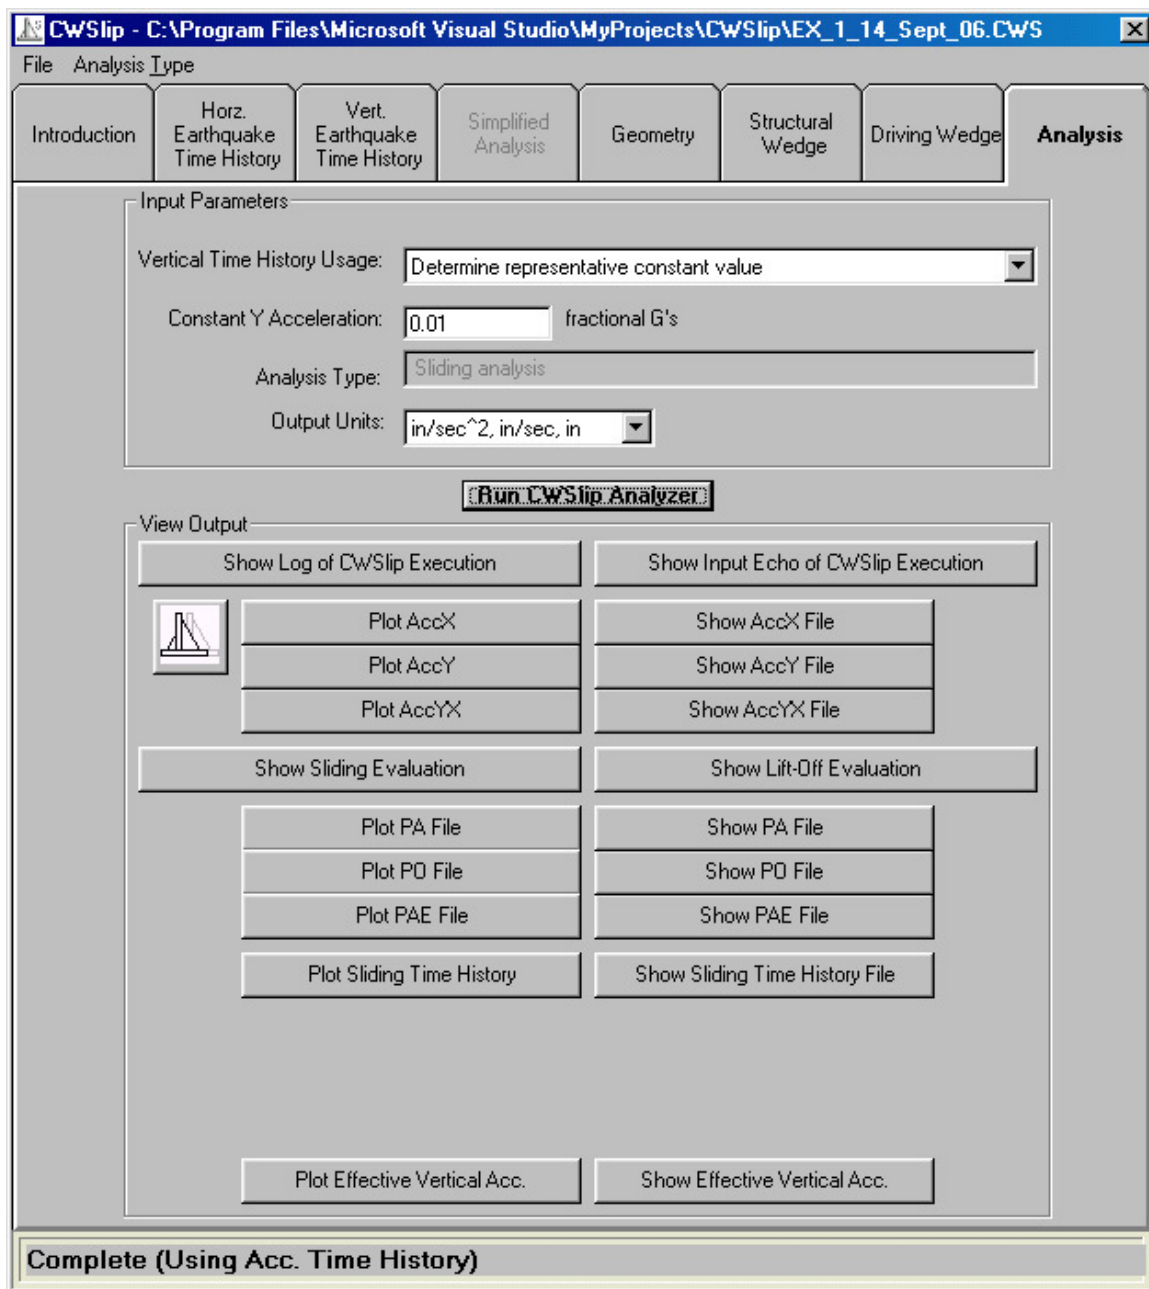 CWSlip - C:\Program Files\Microsoft Visual Studio\MyProjects\CWSlip\EX_1_14_Sept_06.CWS
File Analysis Type
Introduction
Horz.
Earthquake
Time History
Vert.
Earthquake
Time History
Simplified
Analysis
Geometry
Structural
Wedge
Driving Wedge
Analysis
Input Parameters
Vertical Time History Usage: Determine representative constant value
Constant Y Acceleration: 0.01 fractional G's
Analysis Type: Sliding analysis
Output Units: in/sec^2, in/sec, in
Run CWSlip Analyzer
View Output
Show Log of CWSlip Execution Show Input Echo of CWSlip Execution
Plot AccX Show AccX File
Plot AccY Show AccY File
Plot AccYX Show AccYX File
Show Sliding Evaluation Show Lift-Off Evaluation
Plot PA File Show PA File
Plot PO File Show PO File
Plot PAE File Show PAE File
Plot Sliding Time History Show Sliding Time History File
Plot Effective Vertical Acc. Show Effective Vertical Acc.
Complete (Using Acc. Time History)